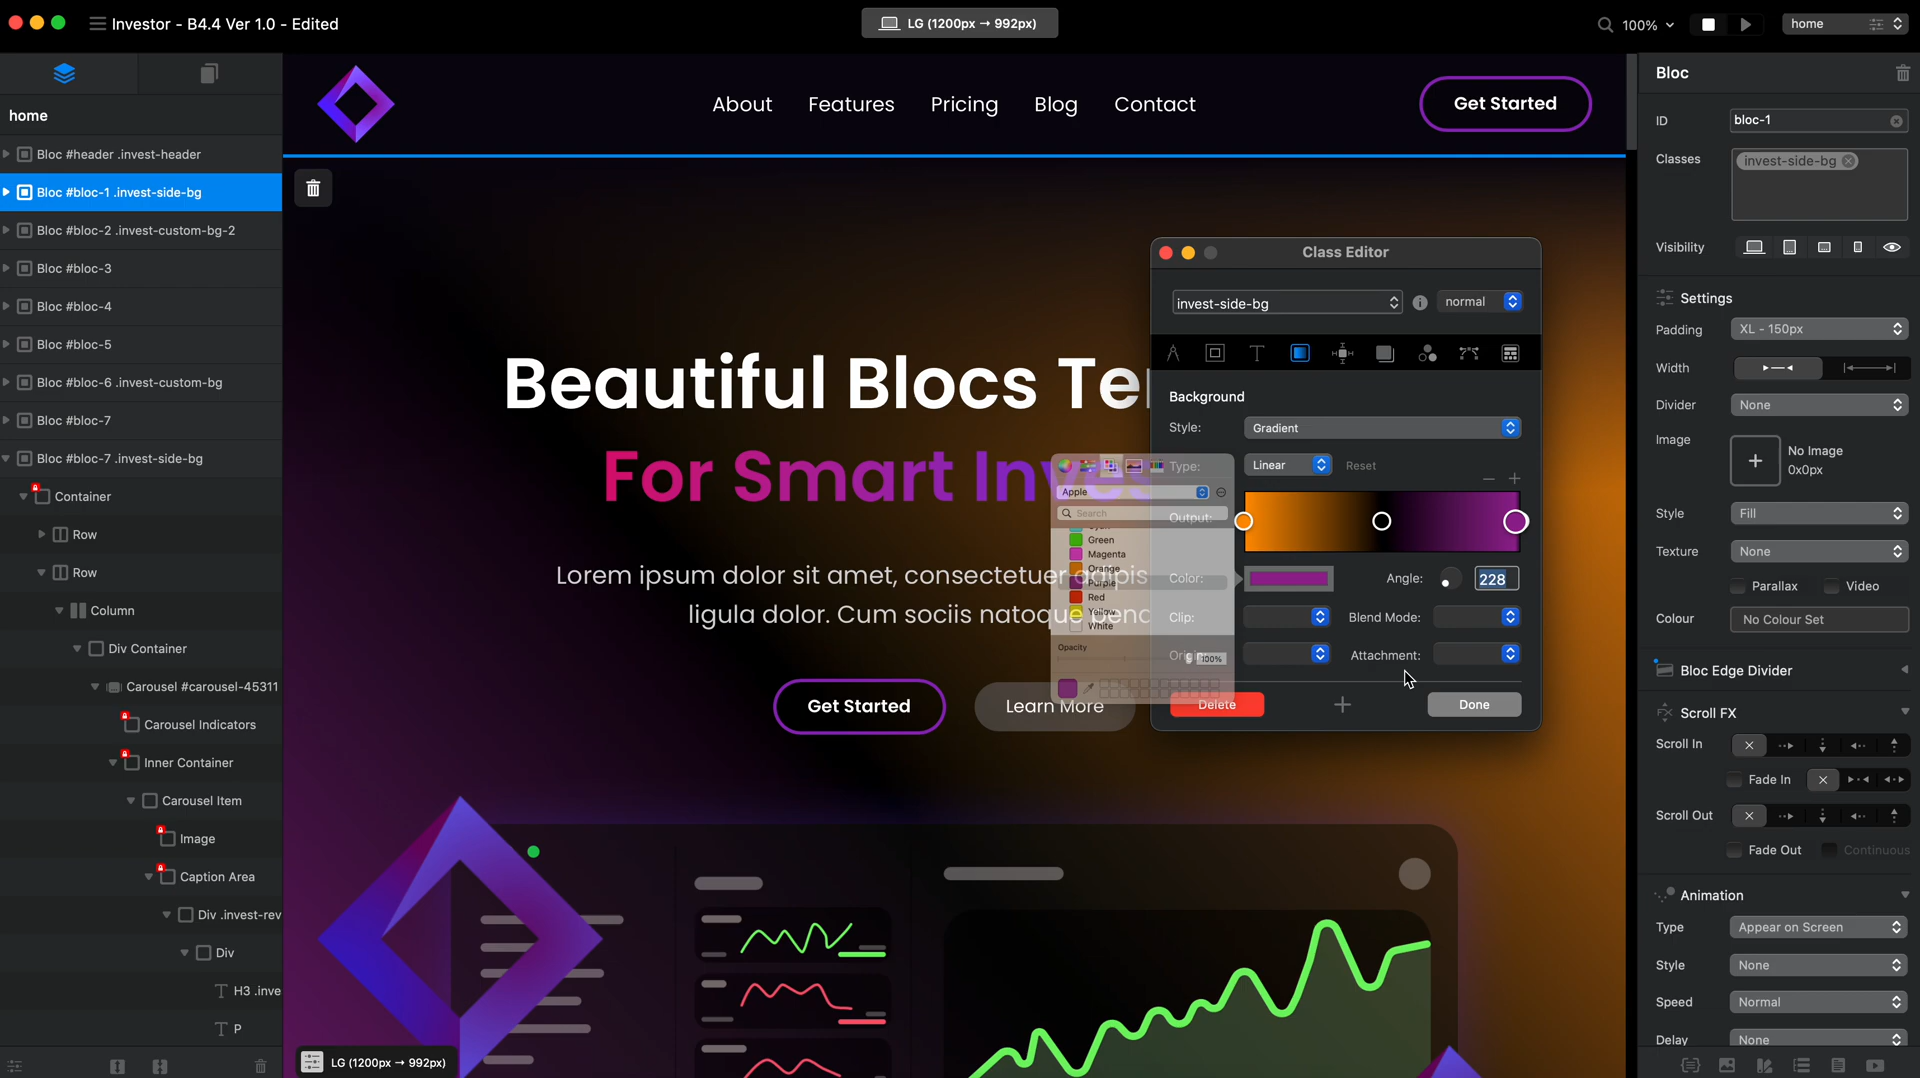 Investor - B4.4 Ver 1.0 - Edited
LG (1200px → 992px)
100%
home
home
Bloc #header .invest-header
Bloc #bloc-1 .invest-side-bg
Bloc #bloc-2 .invest-custom-bg-2
Bloc #bloc-3
Bloc #bloc-4
Bloc #bloc-5
Bloc #bloc-6 .invest-custom-bg
Bloc #bloc-7
Bloc #bloc-7 .invest-side-bg
Container
Row
Row
Column
Div Container
Carousel #carousel-45311
Carousel Indicators
Inner Container
Carousel Item
Image
Caption Area
Div .invest-rev
Div
H3 .inve
P
About Features Pricing Blog Contact
Get Started
Beautiful Blocs Te
For Smart Inves
Lorem ipsum dolor sit amet, consectetuer adipis
ligula dolor. Cum sociis natoque penc
Get Started
Learn More
LG (1200px → 992px)
Apple
Search
Cyan
Green
Magenta
Orange
Purple
Red
Yellow
White
Opacity
100%
Class Editor
invest-side-bg
normal
Background
Style: Gradient
Type: Linear Reset
Output:
Color: Angle: 228
Clip: Blend Mode:
Origin: Attachment:
Delete Done
Bloc
ID bloc-1
Classes invest-side-bg
Visibility
Settings
Padding XL - 150px
Width
Divider None
Image
No Image
0x0px
Style Fill
Texture None
Parallax Video
Colour No Colour Set
Bloc Edge Divider
Scroll FX
Scroll In
Fade In
Scroll Out
Fade Out Continuous
Animation
Type Appear on Screen
Style None
Speed Normal
Delay None